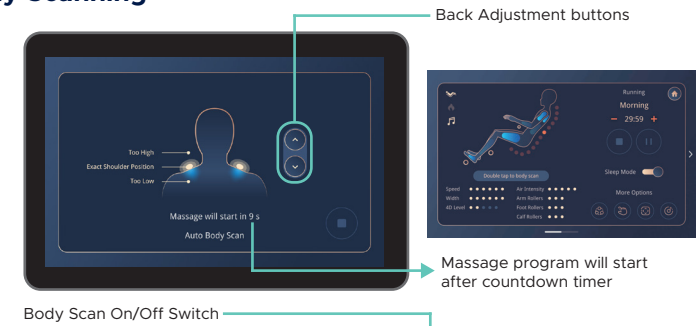 y Scanning
Back Adjustment buttons
Too High
Exact Shoulder Position
Too Low
Massage will start in 9 s
Auto Body Scan
Running
Morning
− 29:59 +
Double tap to body scan
Sleep Mode
Speed
Width
4D Level
Air Intensity
Arm Rollers
Foot Rollers
Calf Rollers
More Options
Massage program will start
after countdown timer
Body Scan On/Off Switch